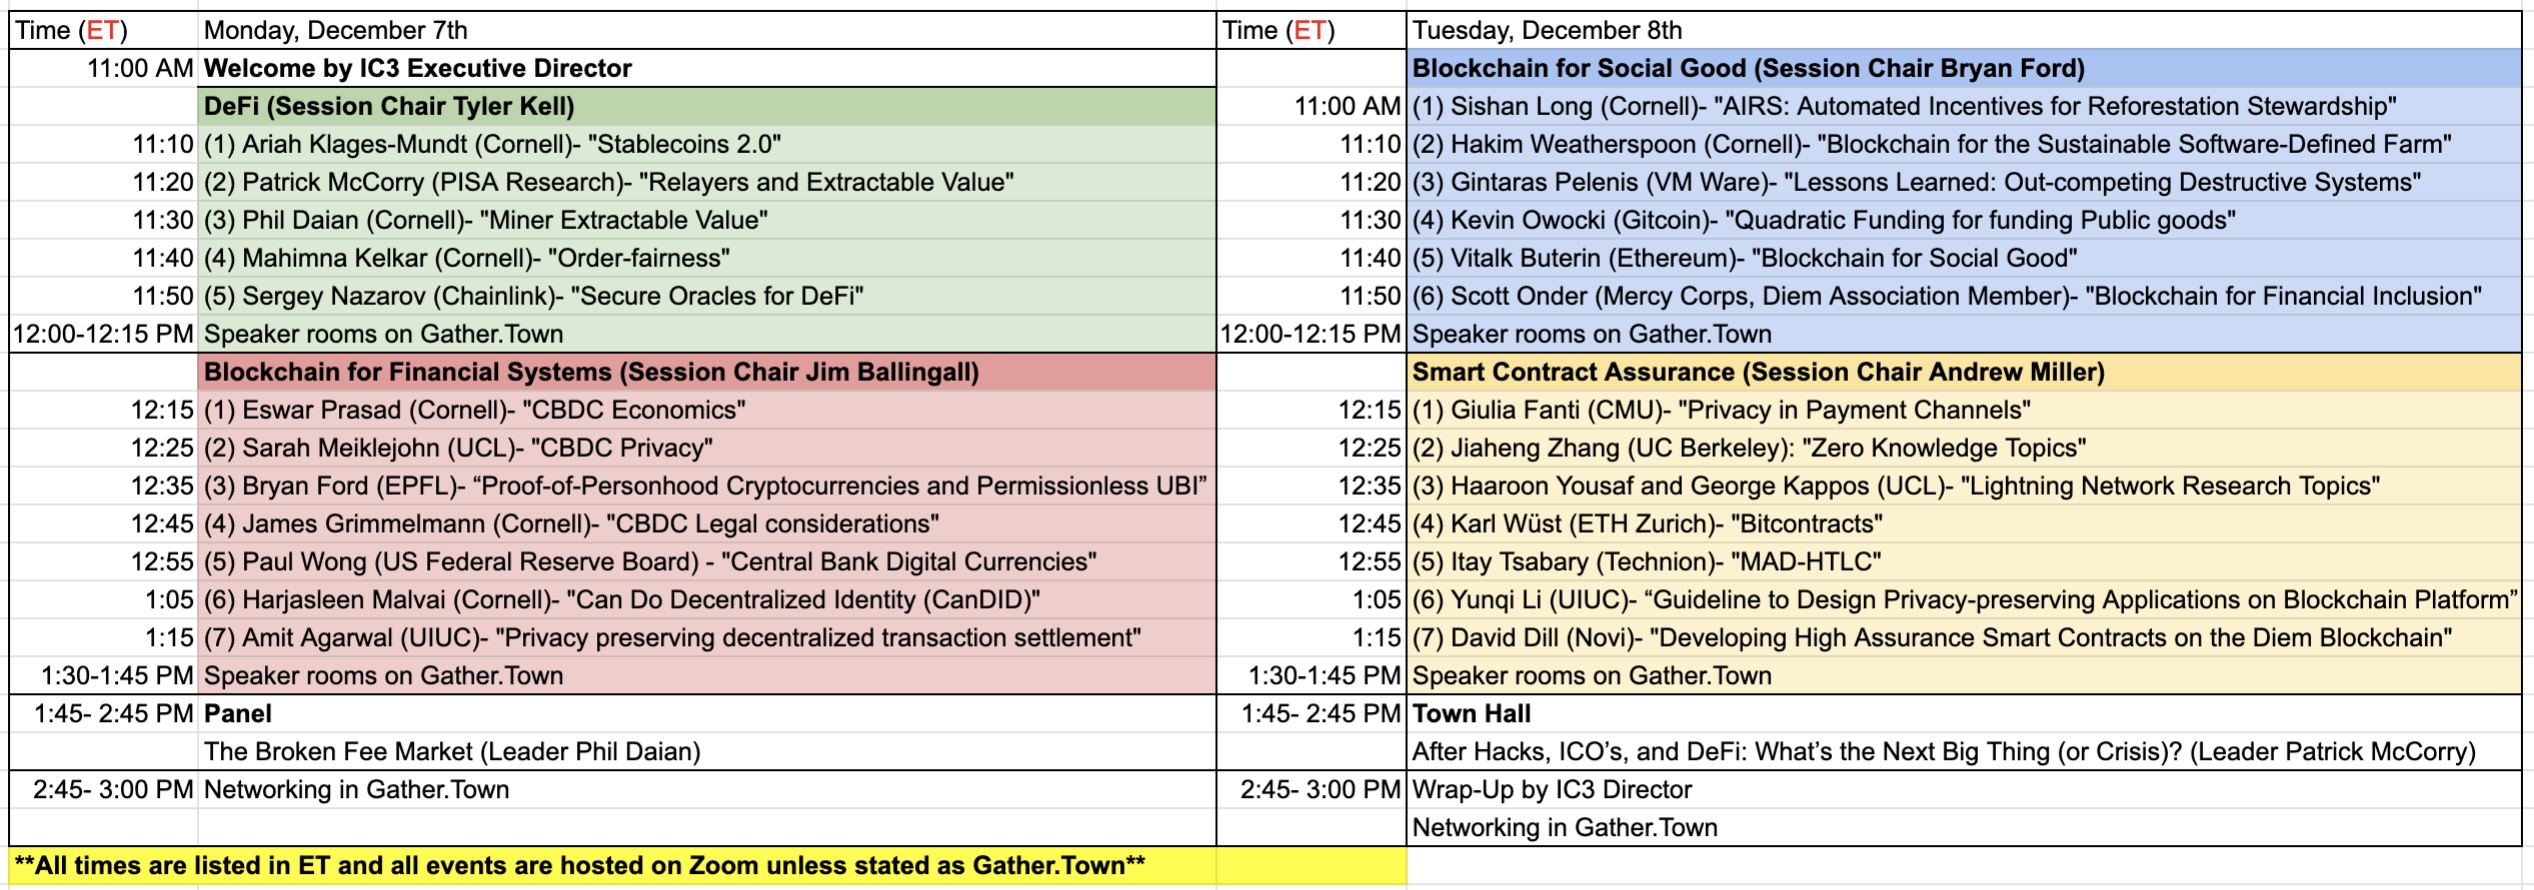 Time (ET) Monday, December 7th Time (ET) Tuesday, December 8th
11:00 AM Welcome by IC3 Executive Director Blockchain for Social Good (Session Chair Bryan Ford)
DeFi (Session Chair Tyler Kell) 11:00 AM (1) Sishan Long (Cornell)- "AIRS: Automated Incentives for Reforestation Stewardship"
11:10 (1) Ariah Klages-Mundt (Cornell)- "Stablecoins 2.0" 11:10 (2) Hakim Weatherspoon (Cornell)- "Blockchain for the Sustainable Software-Defined Farm"
11:20 (2) Patrick McCorry (PISA Research)- "Relayers and Extractable Value" 11:20 (3) Gintaras Pelenis (VM Ware)- "Lessons Learned: Out-competing Destructive Systems"
11:30 (3) Phil Daian (Cornell)- "Miner Extractable Value" 11:30 (4) Kevin Owocki (Gitcoin)- "Quadratic Funding for funding Public goods"
11:40 (4) Mahimna Kelkar (Cornell)- "Order-fairness" 11:40 (5) Vitalk Buterin (Ethereum)- "Blockchain for Social Good"
11:50 (5) Sergey Nazarov (Chainlink)- "Secure Oracles for DeFi" 11:50 (6) Scott Onder (Mercy Corps, Diem Association Member)- "Blockchain for Financial Inclusion"
12:00-12:15 PM Speaker rooms on Gather.Town 12:00-12:15 PM Speaker rooms on Gather.Town
Blockchain for Financial Systems (Session Chair Jim Ballingall) Smart Contract Assurance (Session Chair Andrew Miller)
12:15 (1) Eswar Prasad (Cornell)- "CBDC Economics" 12:15 (1) Giulia Fanti (CMU)- "Privacy in Payment Channels"
12:25 (2) Sarah Meiklejohn (UCL)- "CBDC Privacy" 12:25 (2) Jiaheng Zhang (UC Berkeley): "Zero Knowledge Topics"
12:35 (3) Bryan Ford (EPFL)- “Proof-of-Personhood Cryptocurrencies and Permissionless UBI” 12:35 (3) Haaroon Yousaf and George Kappos (UCL)- "Lightning Network Research Topics"
12:45 (4) James Grimmelmann (Cornell)- "CBDC Legal considerations" 12:45 (4) Karl Wüst (ETH Zurich)- "Bitcontracts"
12:55 (5) Paul Wong (US Federal Reserve Board) - "Central Bank Digital Currencies" 12:55 (5) Itay Tsabary (Technion)- "MAD-HTLC"
1:05 (6) Harjasleen Malvai (Cornell)- "Can Do Decentralized Identity (CanDID)" 1:05 (6) Yunqi Li (UIUC)- “Guideline to Design Privacy-preserving Applications on Blockchain Platform”
1:15 (7) Amit Agarwal (UIUC)- "Privacy preserving decentralized transaction settlement" 1:15 (7) David Dill (Novi)- "Developing High Assurance Smart Contracts on the Diem Blockchain"
1:30-1:45 PM Speaker rooms on Gather.Town 1:30-1:45 PM Speaker rooms on Gather.Town
1:45- 2:45 PM Panel 1:45- 2:45 PM Town Hall
The Broken Fee Market (Leader Phil Daian) After Hacks, ICO’s, and DeFi: What’s the Next Big Thing (or Crisis)? (Leader Patrick McCorry)
2:45- 3:00 PM Networking in Gather.Town 2:45- 3:00 PM Wrap-Up by IC3 Director
Networking in Gather.Town
**All times are listed in ET and all events are hosted on Zoom unless stated as Gather.Town**